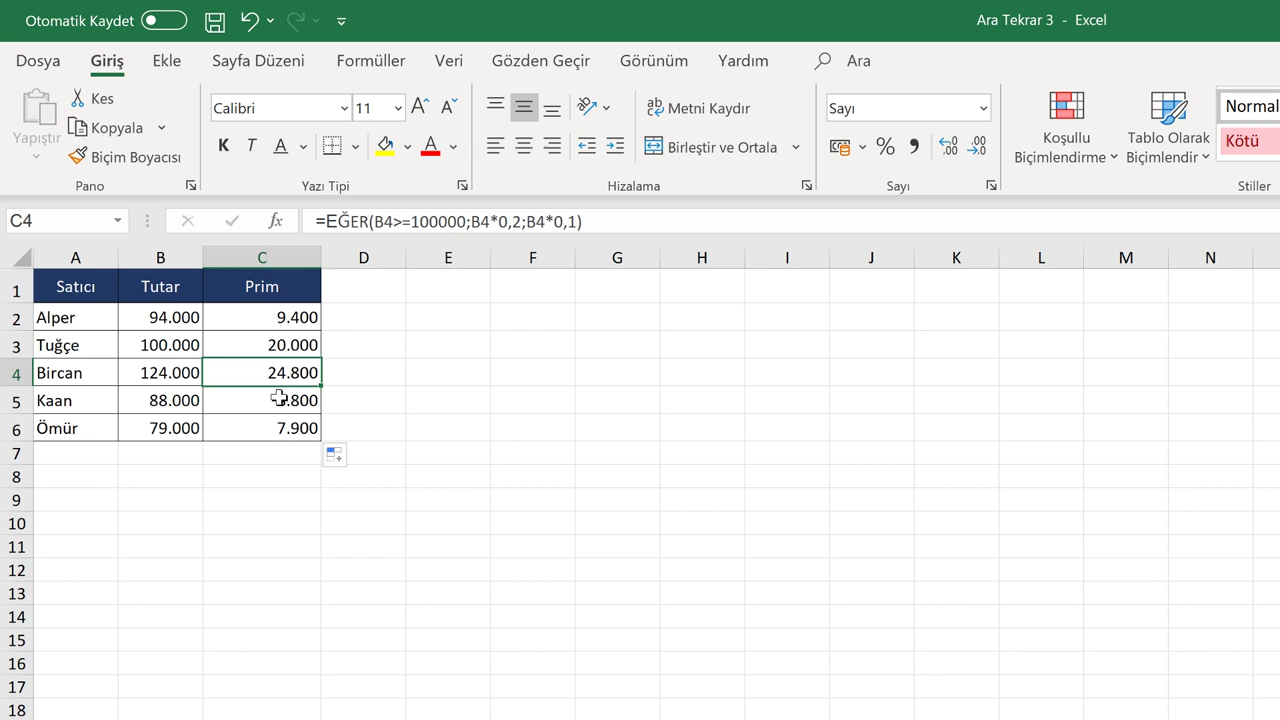 Otomatik Kaydet
Ara Tekrar 3 - Excel
Dosya Giriş Ekle Sayfa Düzeni Formüller Veri Gözden Geçir Görünüm Yardım Ara
Yapıştır
Kes
Kopyala
Biçim Boyacısı
Pano
Calibri 11
K T A
A
Yazı Tipi
Metni Kaydır
Birleştir ve Ortala
Hizalama
Sayı
%
Sayı
Koşullu
Biçimlendirme
Tablo Olarak
Biçimlendir
Normal
Kötü
Stiller
C4 fx =EĞER(B4>=100000;B4*0,2;B4*0,1)
A B C D E F G H I J K L M N
1 Satıcı Tutar Prim
2 Alper 94.000 9.400
3 Tuğçe 100.000 20.000
4 Bircan 124.000 24.800
5 Kaan 88.000 .800
6 Ömür 79.000 7.900
7
8
9
10
11
12
13
14
15
16
17
18